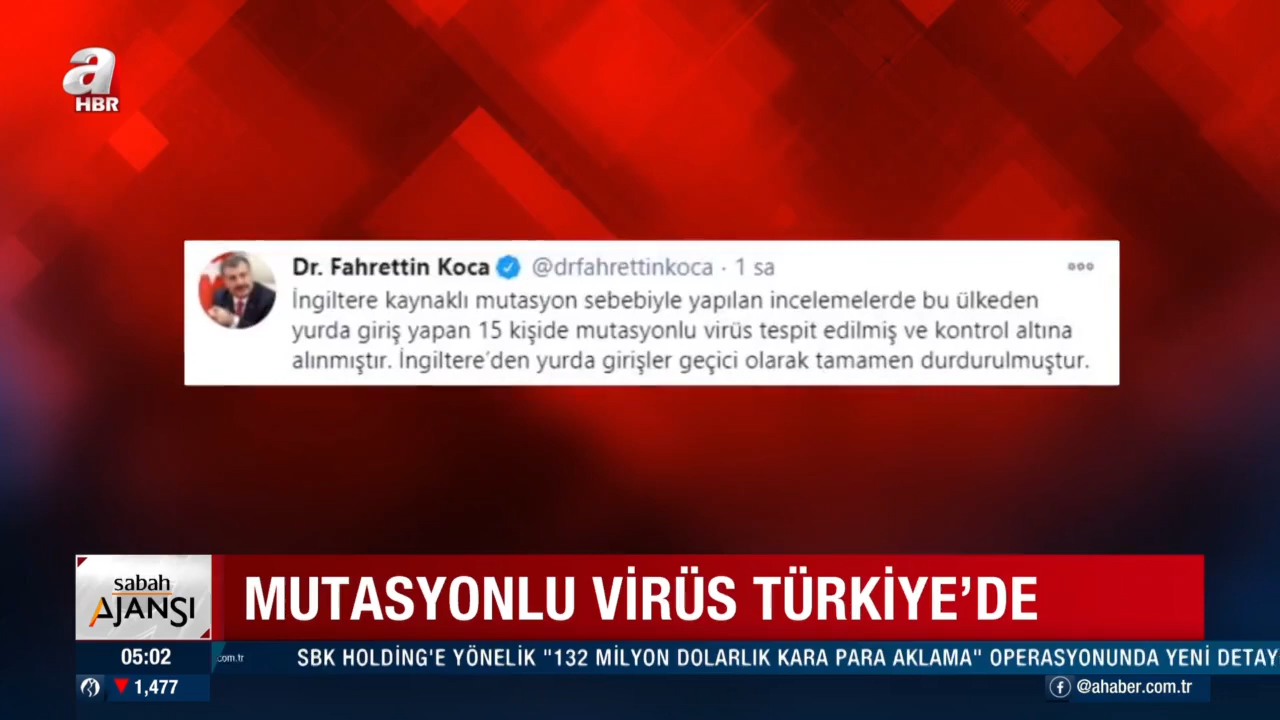 a
HBR
Dr. Fahrettin Koca @drfahrettinkoca · 1 sa
İngiltere kaynaklı mutasyon sebebiyle yapılan incelemelerde bu ülkeden
yurda giriş yapan 15 kişide mutasyonlu virüs tespit edilmiş ve kontrol altına
alınmıştır. İngiltere'den yurda girişler geçici olarak tamamen durdurulmuştur.
sabah
AJANSI
MUTASYONLU VİRÜS TÜRKİYE'DE
05:02
com.tr
SBK HOLDİNG'E YÖNELİK "132 MİLYON DOLARLIK KARA PARA AKLAMA" OPERASYONUNDA YENİ DETAY
1,477
@ahaber.com.tr